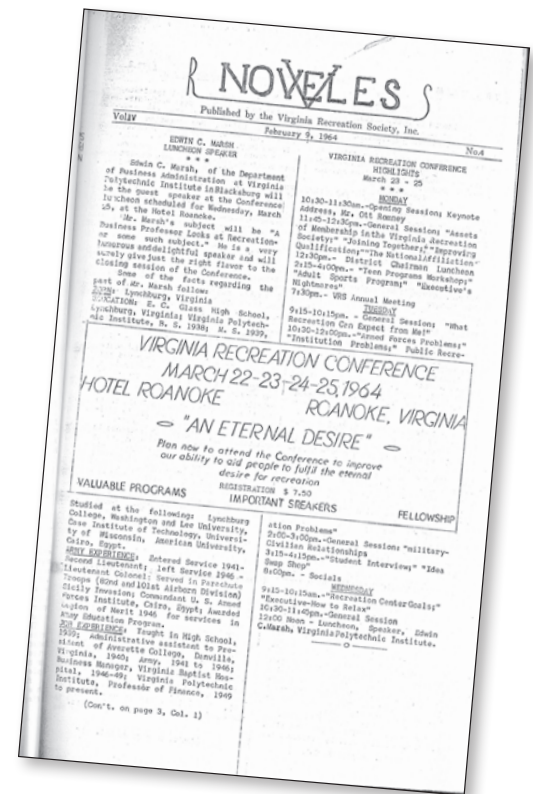 R NOVELES S
Published by the Virginia Recreation Society, Inc.
Vol.IV February 9, 1964 No.4
EDWIN C. MARSH
LUNCHEON SPEAKER
* * *
Edwin C. Marsh, of the Department
of Business Administration at Virginia
Polytechnic Institute in Blacksburg will
be the guest speaker at the Conference
luncheon scheduled for Wednesday, March
25, at the Hotel Roanoke.
Mr. Marsh's subject will be "A
Business Professor Looks at Recreation-
or some such subject." He is a very
humorous and delightful speaker and will
surely give just the right flavor to the
closing session of the Conference.
Some of the facts regarding the
part of Mr. Marsh follow:
BORN: Lynchburg, Virginia
EDUCATION: E. C. Glass High School,
Lynchburg, Virginia; Virginia Polytech-
nic Institute, B. S. 1938; M. S. 1939,
VIRGINIA RECREATION CONFERENCE
HIGHLIGHTS
March 23 - 25
* * *
MONDAY
10:30-11:30am.-Opening Session; Keynote
Address, Mr. Ott Romney
11:45-12:30pm.-General Session; "Assets
of Membership in the Virginia Recreation
Society;" "Joining Together;" "Improving
Qualification;" "The National Affiliation"
12:30pm.- District Chairman Luncheon
2:15-4:00pm.- "Teen Programs Workshop;"
"Adult Sports Program;" "Executive's
Nightmares"
7:30pm.- VRS Annual Meeting
TUESDAY
9:15-10:15am. - General Session; "What
Recreation Can Expect from Me!"
10:30-12:00pm.-"Armed Forces Problems;"
"Institution Problems;" Public Recre-
VIRGINIA RECREATION CONFERENCE
MARCH 22-23-24-25, 1964
HOTEL ROANOKE ROANOKE, VIRGINIA
"AN ETERNAL DESIRE"
Plan now to attend the Conference to improve
our ability to aid people to fulfil the eternal
desire for recreation
REGISTRATION $ 7.50
VALUABLE PROGRAMS IMPORTANT SPEAKERS FELLOWSHIP
Studied at the following: Lynchburg
College, Washington and Lee University,
Case Institute of Technology, Universi-
ty of Wisconsin, American University,
Cairo, Egypt.
ARMY EXPERIENCE: Entered Service 1941-
Second Lieutenant; left Service 1946 -
Lieutenant Colonel; Served in Parachute
Troops (82nd and 101st Airborn Division)
Sicily Invasion; Commandant U. S. Armed
Forces Institute, Cairo, Egypt; Awarded
Legion of Merit 1946 for services in
Army Education Program.
JOB EXPERIENCE: Taught in High School,
1939; Administrative assistant to Pre-
sident of Averette College, Danville,
Virginia, 1940; Army, 1941 to 1946;
Business Manager, Virginia Baptist Hos-
pital, 1946-49; Virginia Polytechnic
Institute, Professor of Finance, 1949
to present.
(Con't. on page 3, Col. 1)
ation Problems"
2:00-3:00pm.-General Session; "Military-
Civilian Relationships
3:15-4:15pm.-"Student Interview;" "Idea
Swap Shop"
8:00pm. - Socials
WEDNESDAY
9:15-10:15am.-"Recreation Center Goals;"
"Executive-How to Relax"
10:30-11:45pm.-General Session
12:00 Noon - Luncheon, Speaker, Edwin
C. Marsh, Virginia Polytechnic Institute.